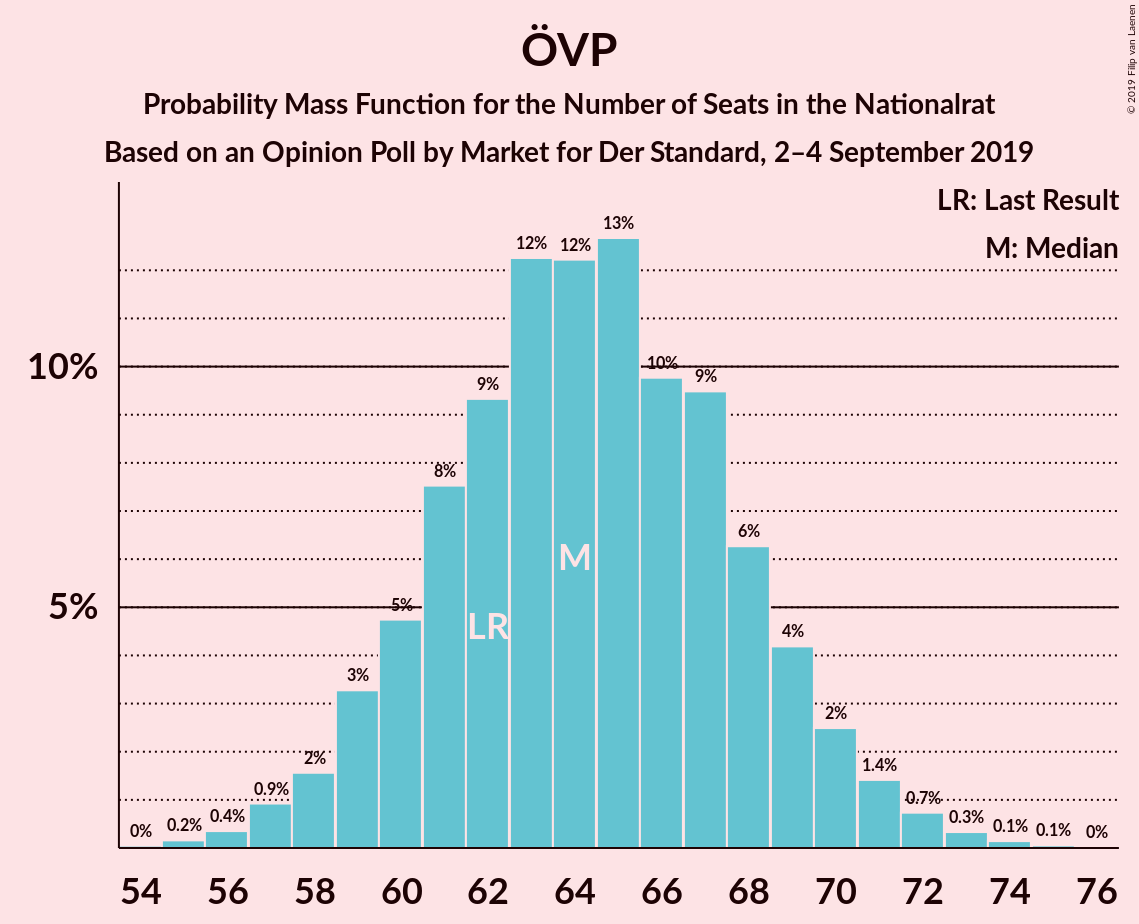 ÖVP
Probability Mass Function for the Number of Seats in the Nationalrat
Based on an Opinion Poll by Market for Der Standard, 2–4 September 2019
© 2019 Filip van Laenen
LR: Last Result
M: Median
10%
5%
0%
0.2%
0.4%
0.9%
2%
3%
5%
8%
9%
12%
12%
13%
10%
9%
6%
4%
2%
1.4%
0.7%
0.3%
0.1%
0.1%
0%
LR
M
54 56 58 60 62 64 66 68 70 72 74 76